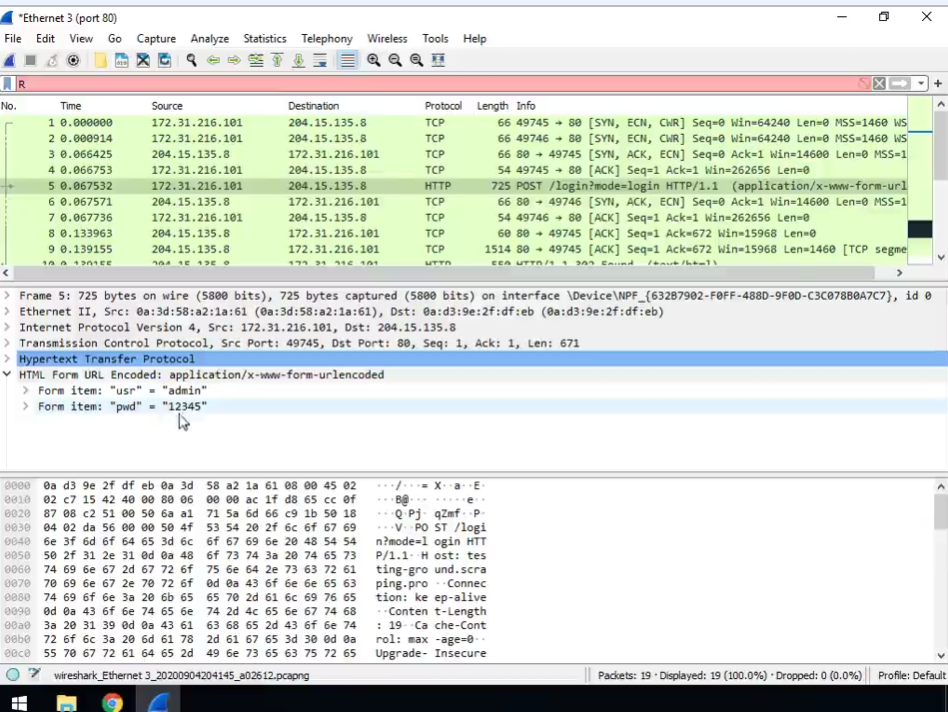 *Ethernet 3 (port 80)
File Edit View Go Capture Analyze Statistics Telephony Wireless Tools Help
R
No. Time Source Destination Protocol Length Info
1 0.000000 172.31.216.101 204.15.135.8 TCP 66 49745 → 80 [SYN, ECN, CWR] Seq=0 Win=64240 Len=0 MSS=1460 WS
2 0.000914 172.31.216.101 204.15.135.8 TCP 66 49746 → 80 [SYN, ECN, CWR] Seq=0 Win=64240 Len=0 MSS=1460 WS
3 0.066425 204.15.135.8 172.31.216.101 TCP 66 80 → 49745 [SYN, ACK, ECN] Seq=0 Ack=1 Win=14600 Len=0 MSS=1
4 0.066753 172.31.216.101 204.15.135.8 TCP 54 49745 → 80 [ACK] Seq=1 Ack=1 Win=262656 Len=0
5 0.067532 172.31.216.101 204.15.135.8 HTTP 725 POST /login?mode=login HTTP/1.1 (application/x-www-form-url
6 0.067571 204.15.135.8 172.31.216.101 TCP 66 80 → 49746 [SYN, ACK, ECN] Seq=0 Ack=1 Win=14600 Len=0 MSS=1
7 0.067736 172.31.216.101 204.15.135.8 TCP 54 49746 → 80 [ACK] Seq=1 Ack=1 Win=262656 Len=0
8 0.133963 204.15.135.8 172.31.216.101 TCP 60 80 → 49745 [ACK] Seq=1 Ack=672 Win=15968 Len=0
9 0.139155 204.15.135.8 172.31.216.101 TCP 1514 80 → 49745 [ACK] Seq=1 Ack=672 Win=15968 Len=1460 [TCP segme
10 0.139155 204.15.135.8 172.31.216.101 HTTP 550 HTTP/1.1 302 Found (text/html)
Frame 5: 725 bytes on wire (5800 bits), 725 bytes captured (5800 bits) on interface \Device\NPF_{632B7902-F0FF-488D-9F0D-C3C078B0A7C7}, id 0
Ethernet II, Src: 0a:3d:58:a2:1a:61 (0a:3d:58:a2:1a:61), Dst: 0a:d3:9e:2f:df:eb (0a:d3:9e:2f:df:eb)
Internet Protocol Version 4, Src: 172.31.216.101, Dst: 204.15.135.8
Transmission Control Protocol, Src Port: 49745, Dst Port: 80, Seq: 1, Ack: 1, Len: 671
Hypertext Transfer Protocol
HTML Form URL Encoded: application/x-www-form-urlencoded
Form item: "usr" = "admin"
Form item: "pwd" = "12345"
0000 0a d3 9e 2f df eb 0a 3d 58 a2 1a 61 08 00 45 02 ···/···= X··a··E·
0010 02 c7 15 42 40 00 80 06 00 00 ac 1f d8 65 cc 0f ···B@··· ·····e··
0020 87 08 c2 51 00 50 6a a1 71 5a 6d 66 c9 1b 50 18 ···Q·Pj· qZmf··P·
0030 04 02 da 56 00 00 50 4f 53 54 20 2f 6c 6f 67 69 ···V··PO ST /logi
0040 6e 3f 6d 6f 64 65 3d 6c 6f 67 69 6e 20 48 54 54 n?mode=l ogin HTT
0050 50 2f 31 2e 31 0d 0a 48 6f 73 74 3a 20 74 65 73 P/1.1··H ost: tes
0060 74 69 6e 67 2d 67 72 6f 75 6e 64 2e 73 63 72 61 ting-gro und.scra
0070 70 69 6e 67 2e 70 72 6f 0d 0a 43 6f 6e 6e 65 63 ping.pro ··Connec
0080 74 69 6f 6e 3a 20 6b 65 65 70 2d 61 6c 69 76 65 tion: ke ep-alive
0090 0d 0a 43 6f 6e 74 65 6e 74 2d 4c 65 6e 67 74 68 ··Conten t-Length
00a0 3a 20 31 39 0d 0a 43 61 63 68 65 2d 43 6f 6e 74 : 19··Ca che-Cont
00b0 72 6f 6c 3a 20 6d 61 78 2d 61 67 65 3d 30 0d 0a rol: max -age=0··
00c0 55 70 67 72 61 64 65 2d 49 6e 73 65 63 75 72 65 Upgrade- Insecure
wireshark_Ethernet 3_20200904204145_a02612.pcapng Packets: 19 · Displayed: 19 (100.0%) · Dropped: 0 (0.0%) Profile: Default